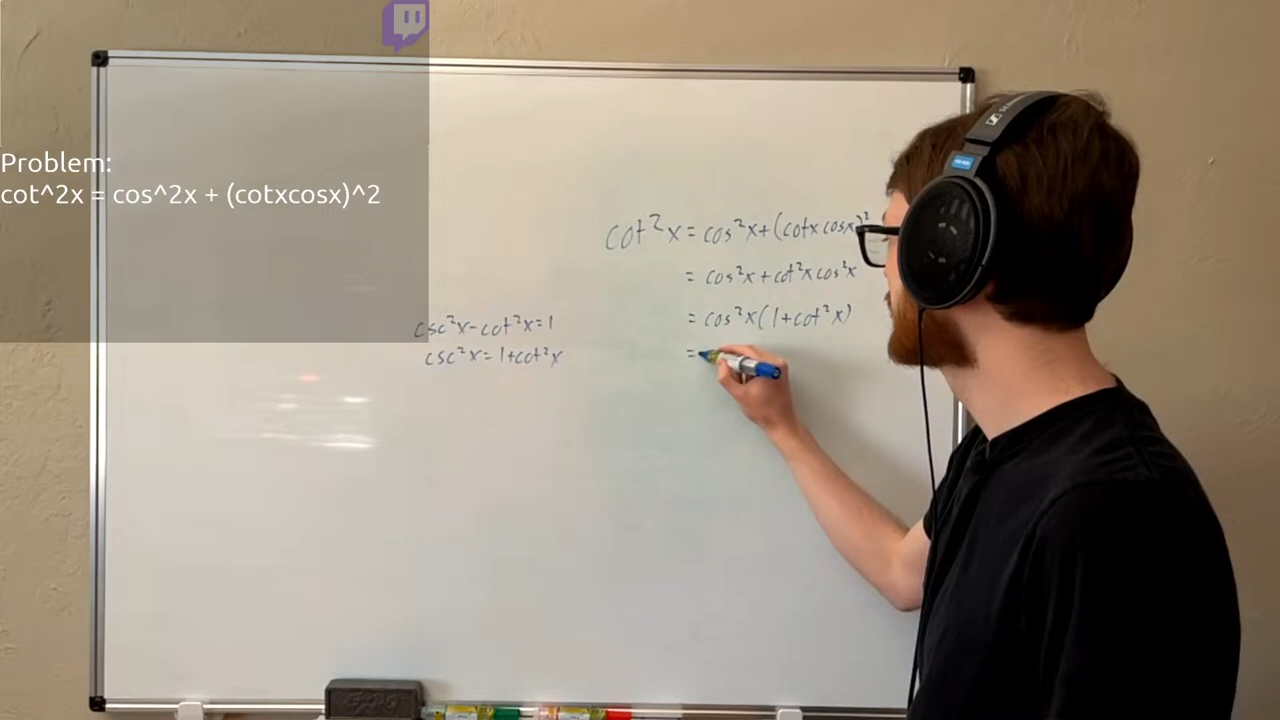 Problem:
cot^2x = cos^2x + (cotxcosx)^2
cot²x = cos²x+(cotx cosx)²
= cos²x+cot²x cos²x
= cos²x(1+cot²x)
=
csc²x-cot²x=1
csc²x=1+cot²x